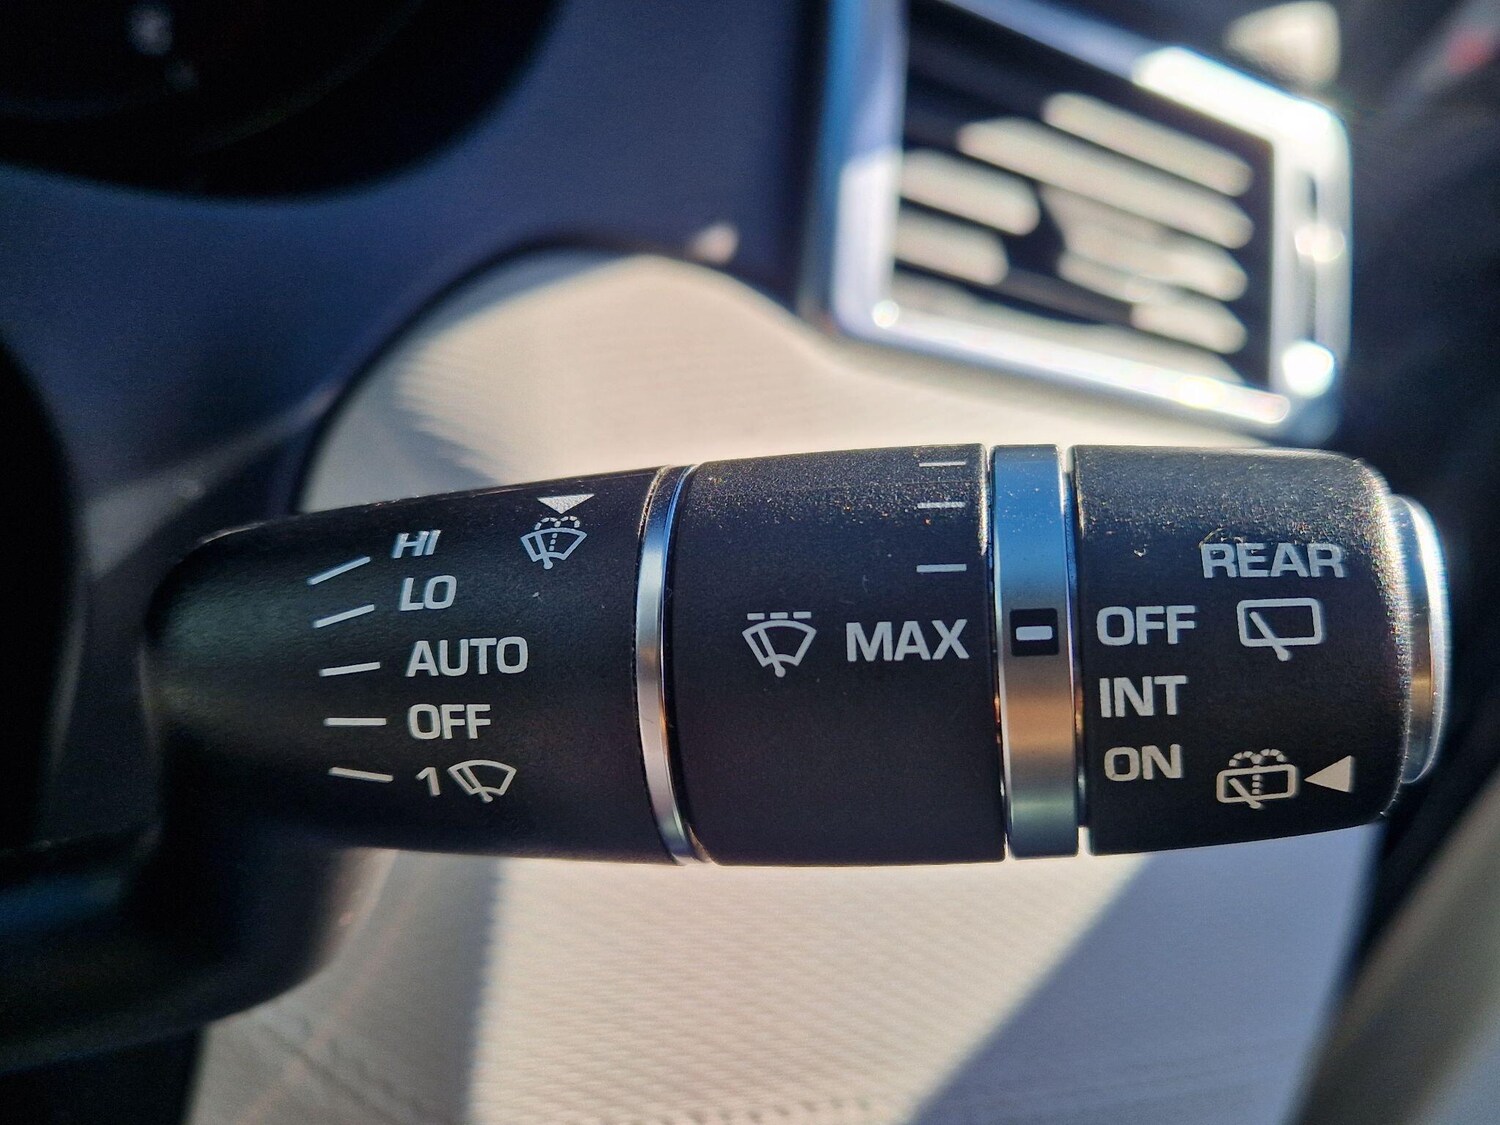 HI
LO
AUTO
OFF
1
MAX
REAR
OFF
INT
ON